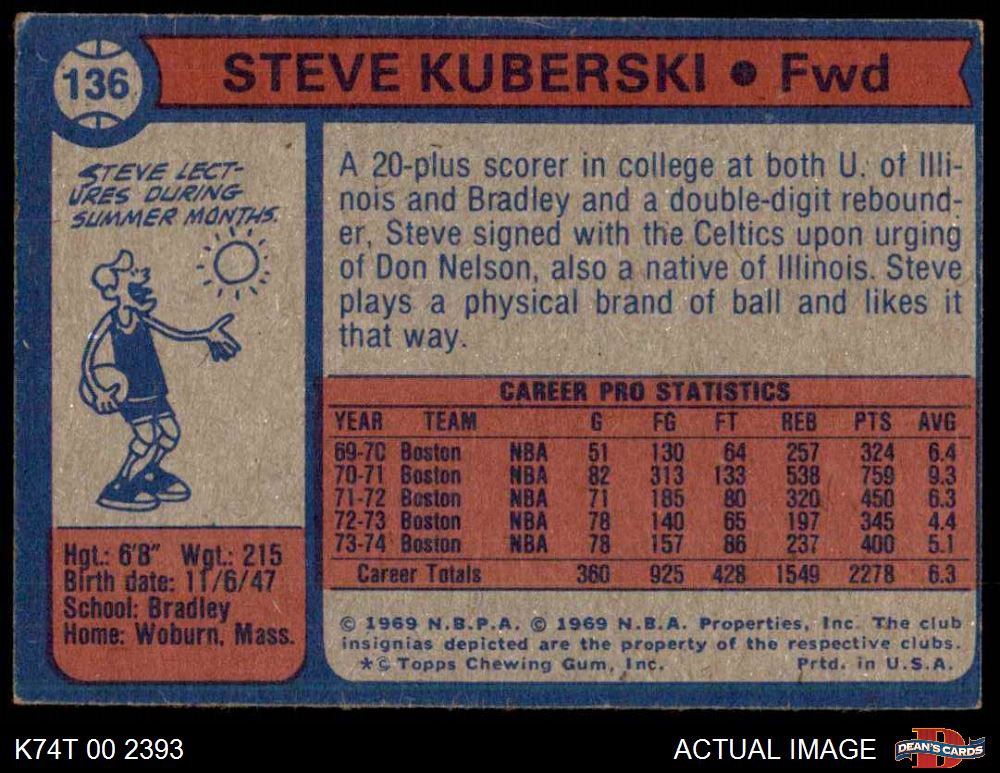 136
STEVE KUBERSKI • Fwd
STEVE LECT-
URES DURING
SUMMER MONTHS.
A 20-plus scorer in college at both U. of Illi-
nois and Bradley and a double-digit rebound-
er, Steve signed with the Celtics upon urging
of Don Nelson, also a native of Illinois. Steve
plays a physical brand of ball and likes it
that way.
CAREER PRO STATISTICS
YEAR TEAM G FG FT REB PTS AVG
69-70 Boston NBA 51 130 64 257 324 6.4
70-71 Boston NBA 82 313 133 538 759 9.3
71-72 Boston NBA 71 185 80 320 450 6.3
72-73 Boston NBA 78 140 65 197 345 4.4
73-74 Boston NBA 78 157 86 237 400 5.1
Career Totals 360 925 428 1549 2278 6.3
Hgt.: 6'8" Wgt.: 215
Birth date: 11/6/47
School: Bradley
Home: Woburn, Mass.
© 1969 N.B.P.A. © 1969 N.B.A. Properties, Inc. The club
insignias depicted are the property of the respective clubs.
*© Topps Chewing Gum, Inc. Prtd. in U.S.A.
K74T 00 2393
ACTUAL IMAGE
D
DEAN'S CARDS